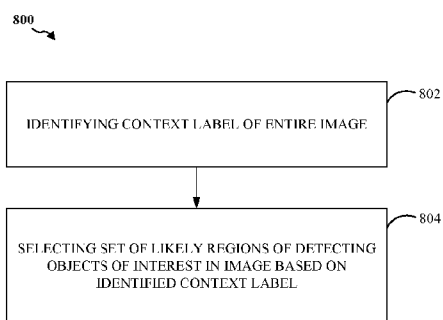 800
802
IDENTIFYING CONTEXT LABEL OF ENTIRE IMAGE
804
SELECTING SET OF LIKELY REGIONS OF DETECTING
OBJECTS OF INTEREST IN IMAGE BASED ON
IDENTIFIED CONTEXT LABEL